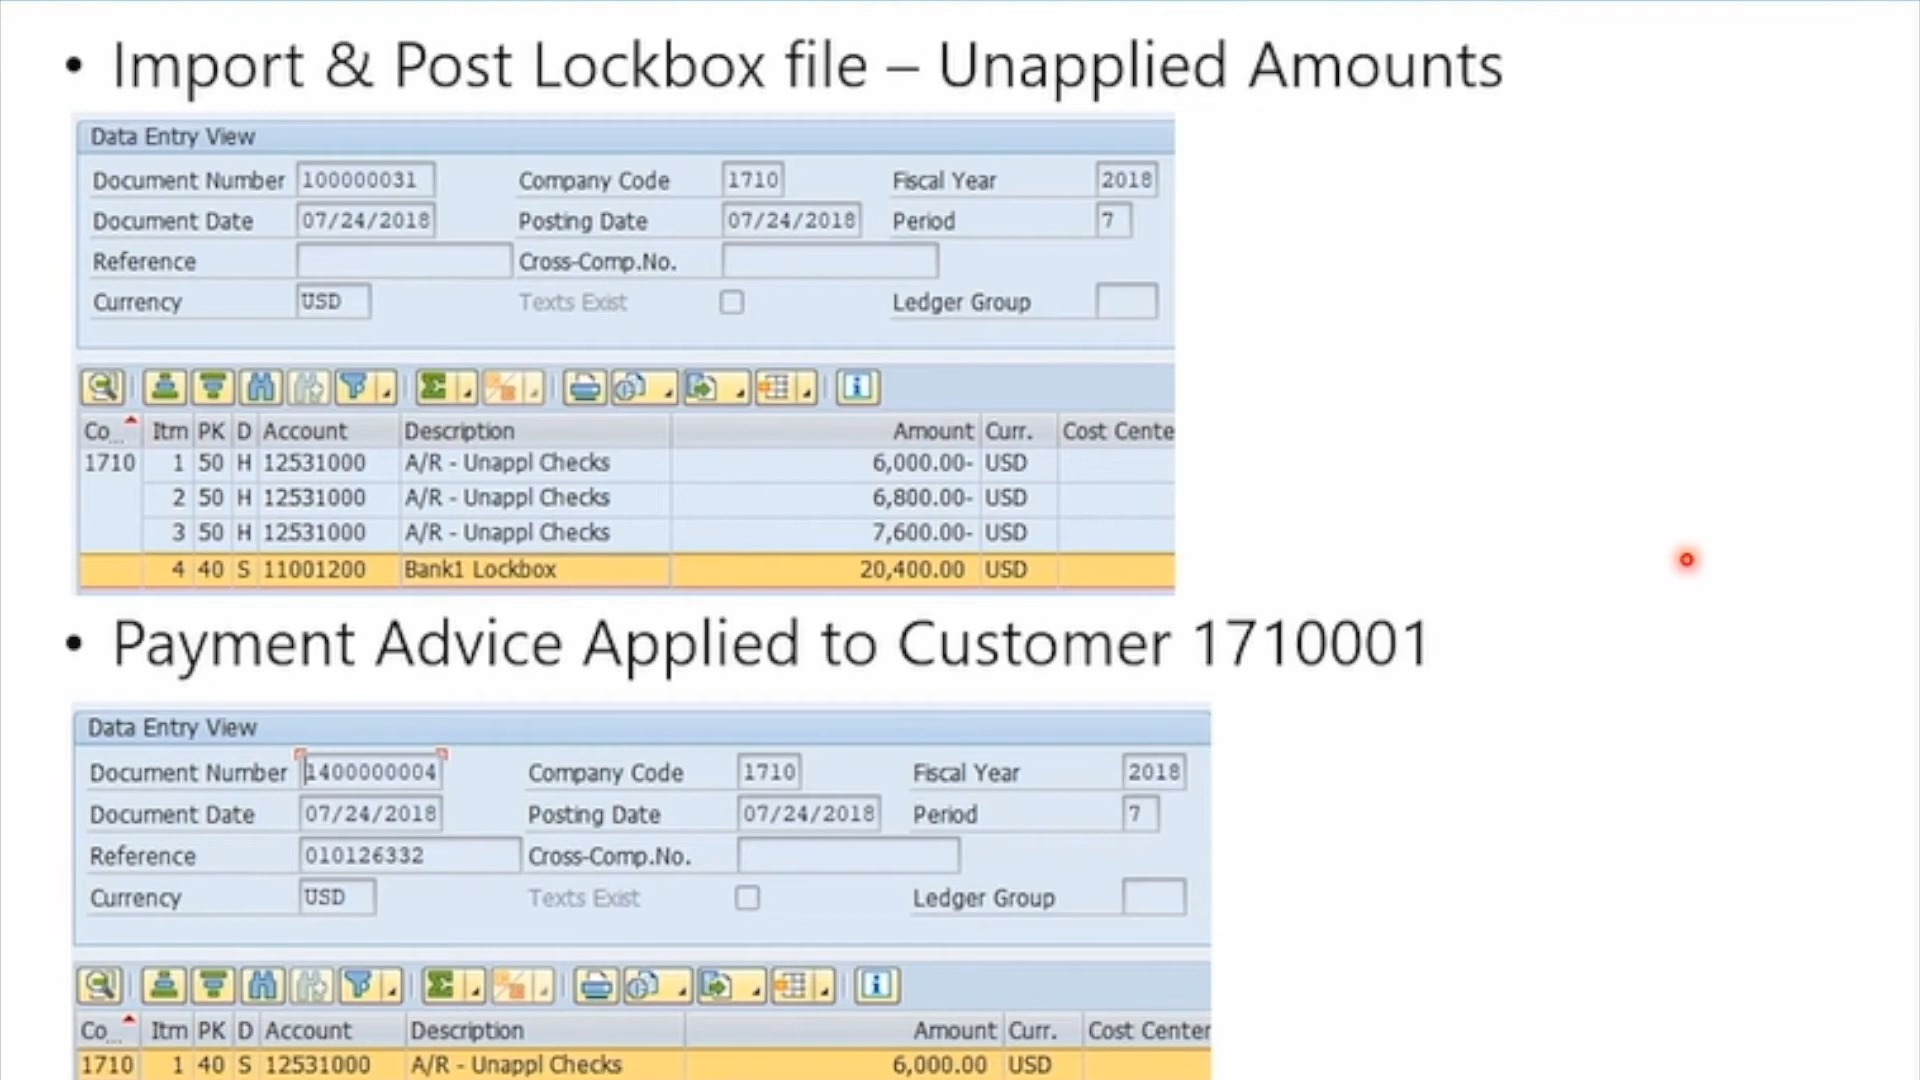 • Import & Post Lockbox file – Unapplied Amounts
Data Entry View
Document Number 100000031 Company Code 1710 Fiscal Year 2018
Document Date 07/24/2018 Posting Date 07/24/2018 Period 7
Reference Cross-Comp.No.
Currency USD Texts Exist Ledger Group
Co... Itm PK D Account Description Amount Curr. Cost Cente
1710 1 50 H 12531000 A/R - Unappl Checks 6,000.00- USD
2 50 H 12531000 A/R - Unappl Checks 6,800.00- USD
3 50 H 12531000 A/R - Unappl Checks 7,600.00- USD
4 40 S 11001200 Bank1 Lockbox 20,400.00 USD
• Payment Advice Applied to Customer 1710001
Data Entry View
Document Number 1400000004 Company Code 1710 Fiscal Year 2018
Document Date 07/24/2018 Posting Date 07/24/2018 Period 7
Reference 010126332 Cross-Comp.No.
Currency USD Texts Exist Ledger Group
Co... Itm PK D Account Description Amount Curr. Cost Center
1710 1 40 S 12531000 A/R - Unappl Checks 6,000.00 USD